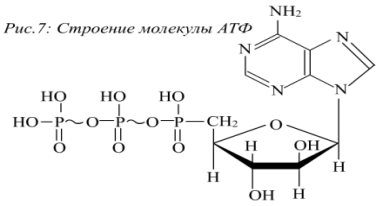 NH₂
Рис.7: Строение молекулы АТФ
N N
N N
HO HO HO
HO–P~O–P~O–P–CH₂ O
O O O
H H OH H
H H
OH